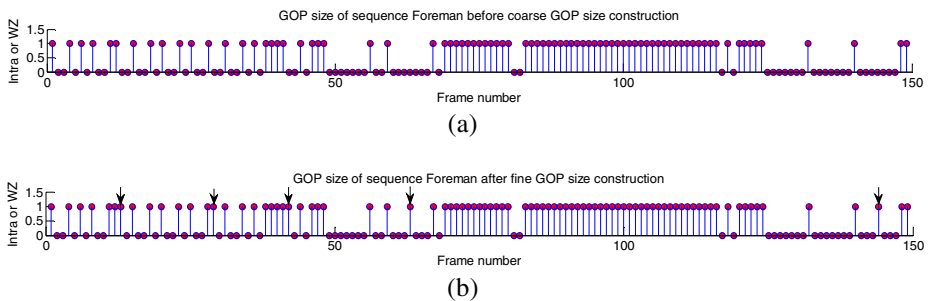 GOP size of sequence Foreman before coarse GOP size construction
Intra or WZ
1.5
1
0.5
0
0
50
100
150
Frame number
(a)
GOP size of sequence Foreman after fine GOP size construction
Intra or WZ
1.5
1
0.5
0
0
50
100
150
Frame number
(b)